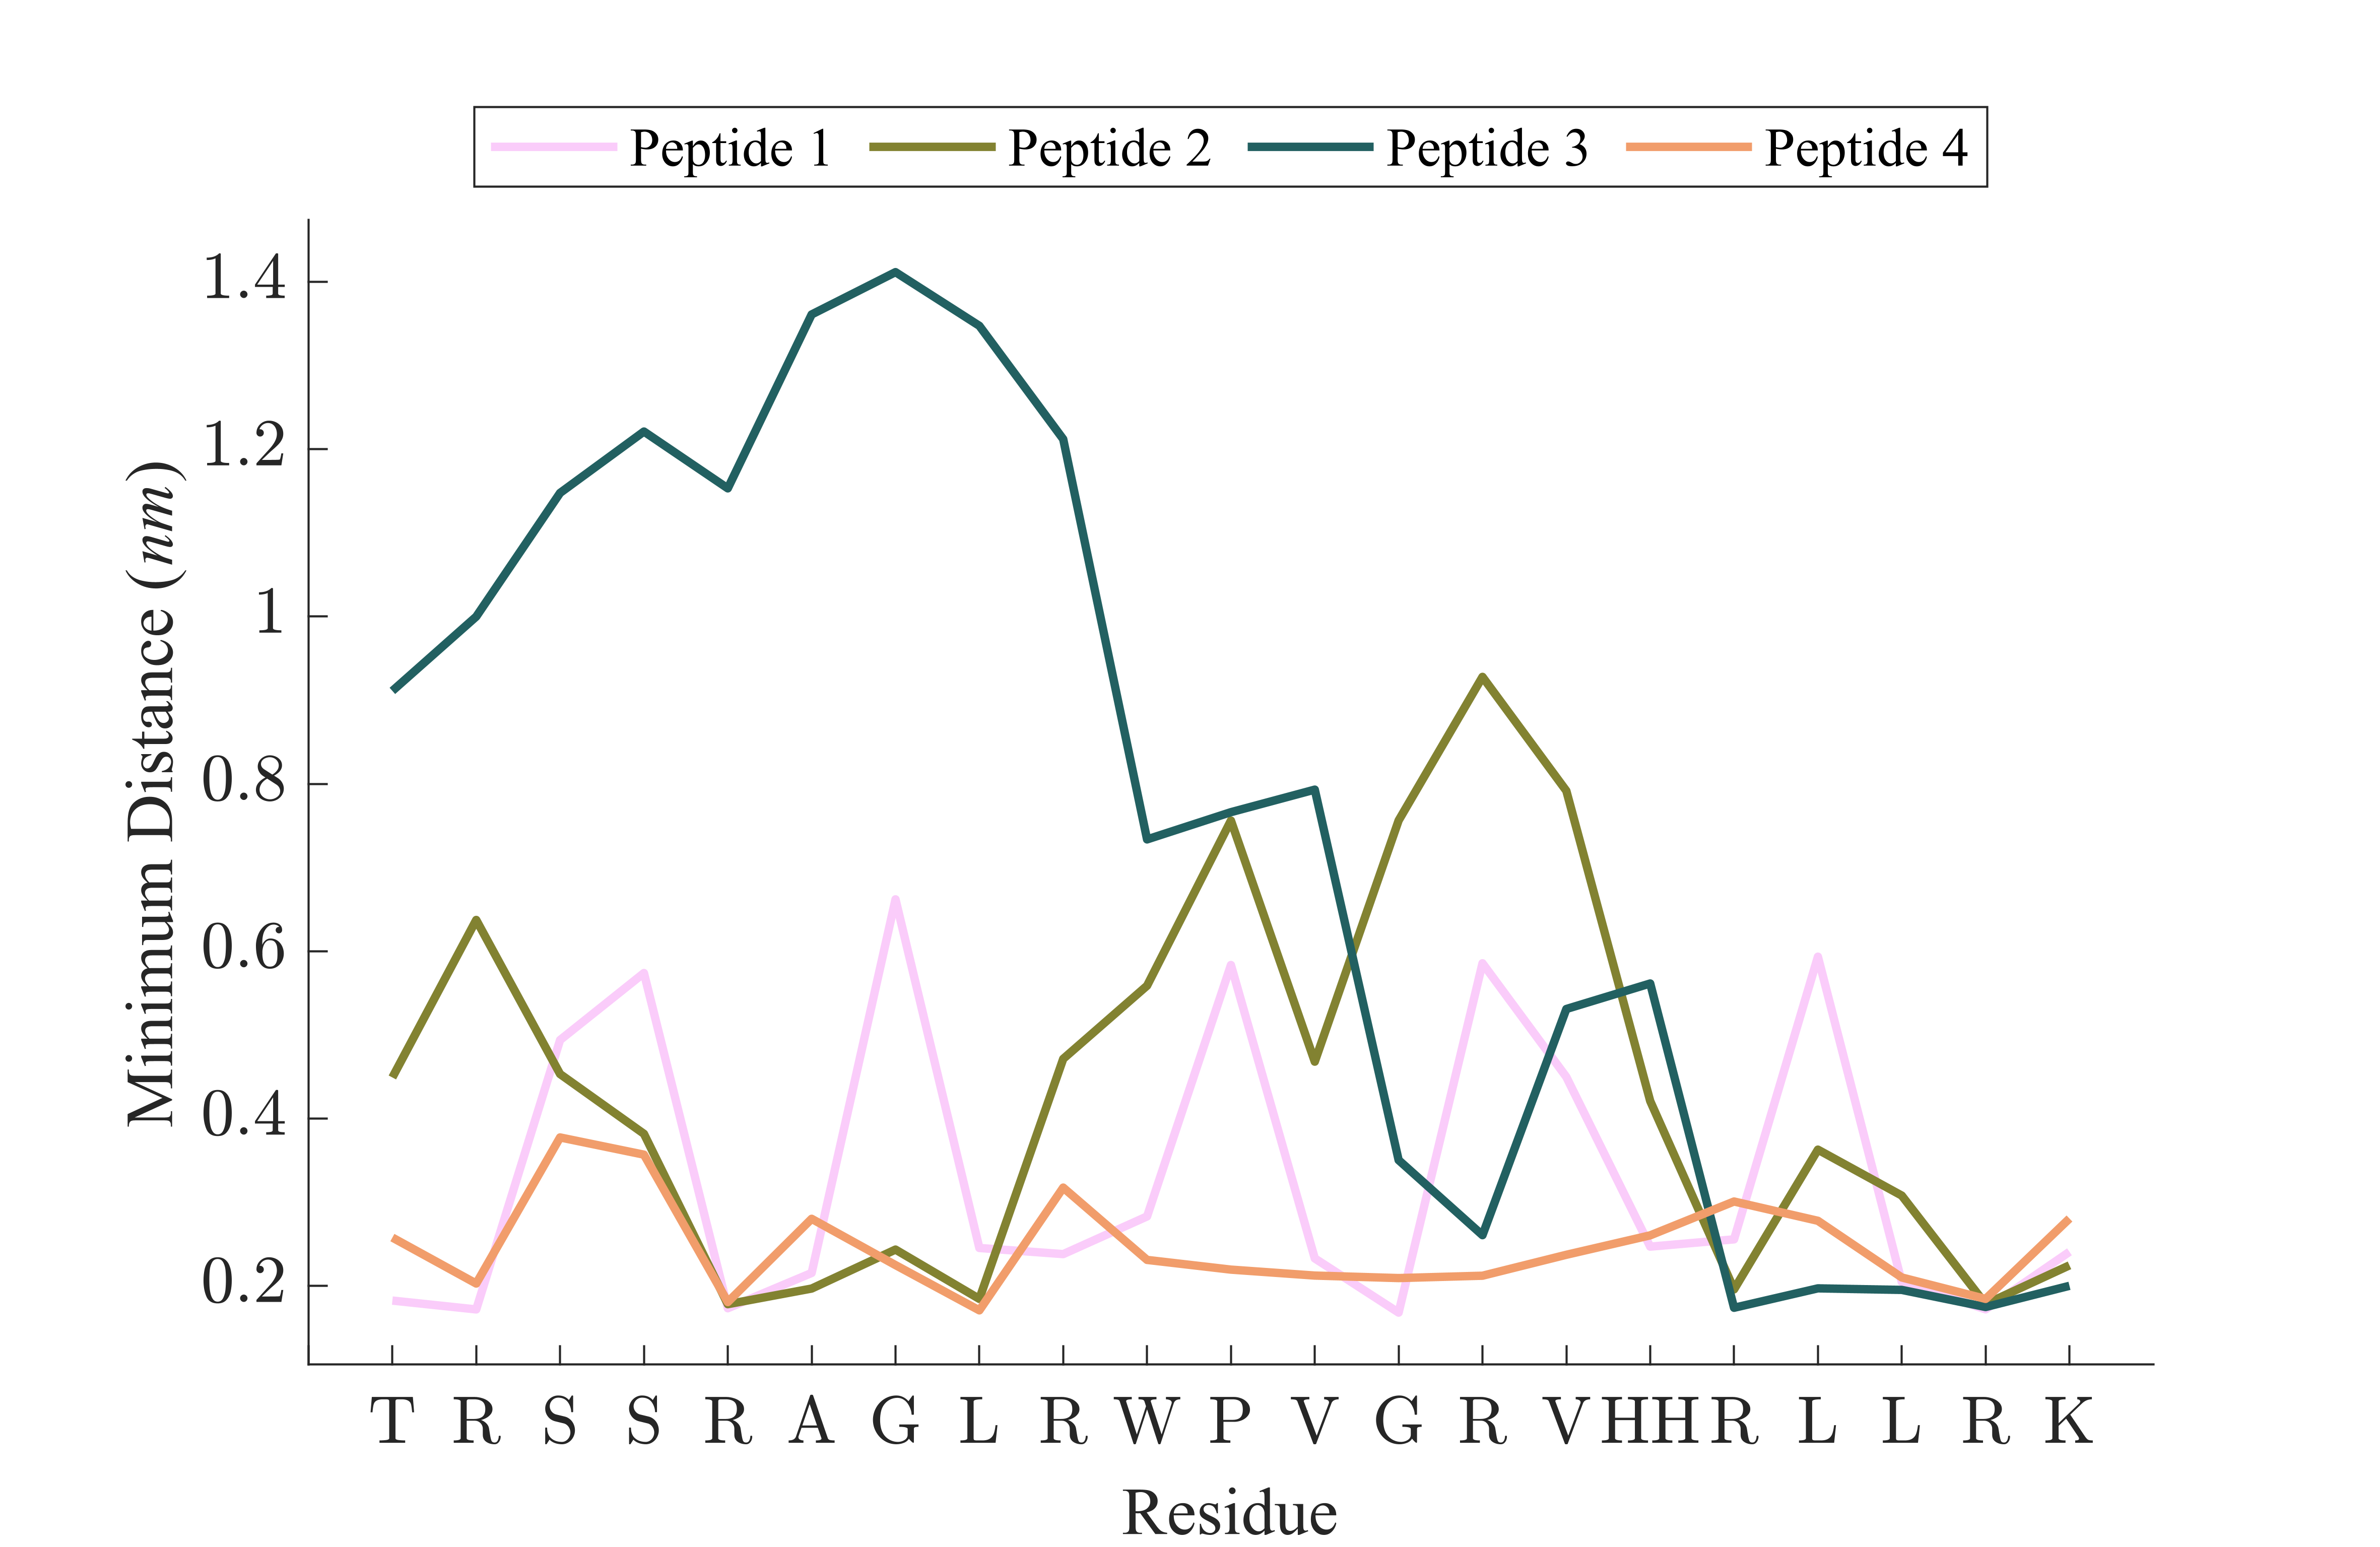 Peptide 1 Peptide 2 Peptide 3 Peptide 4
Minimum Distance (nm)
1.4
1.2
1
0.8
0.6
0.4
0.2
T R S S R A G L R W P V G R V HHH R L L R K
Residue